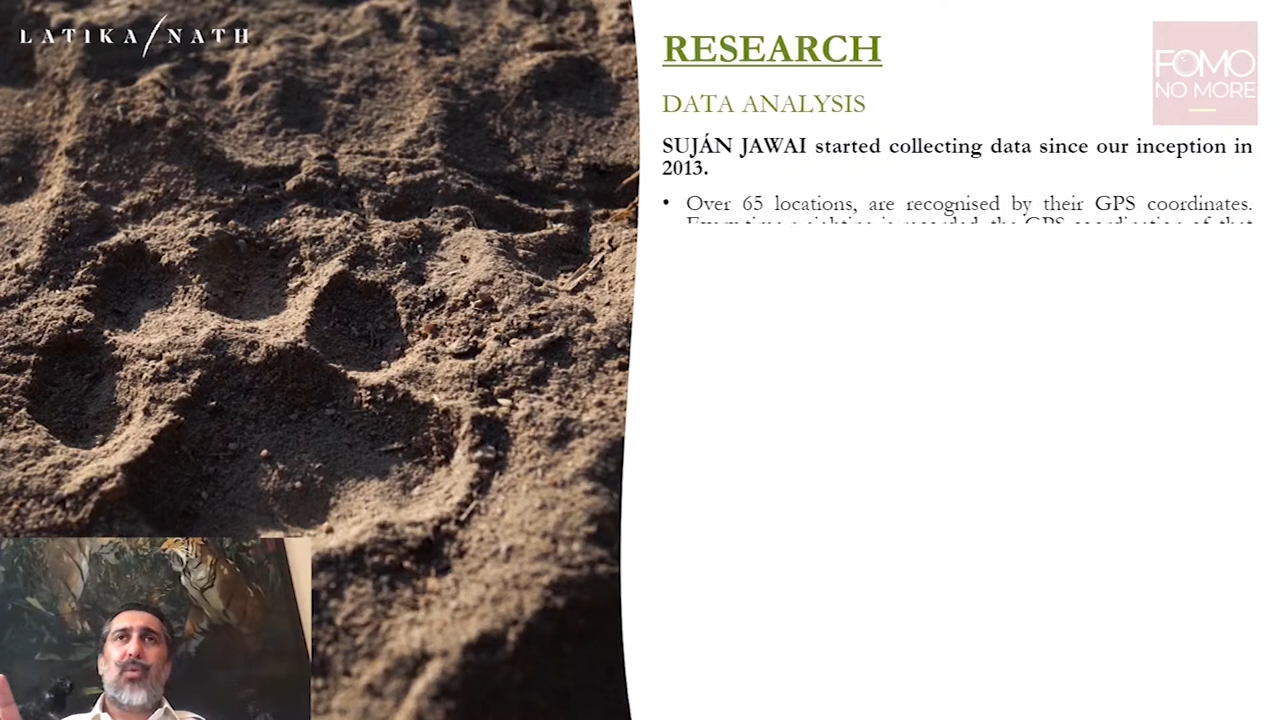 LATIKA/NATH
RESEARCH
FOMO
NO MORE
DATA ANALYSIS
SUJÁN JAWAI started collecting data since our inception in
2013.
• Over 65 locations, are recognised by their GPS coordinates.